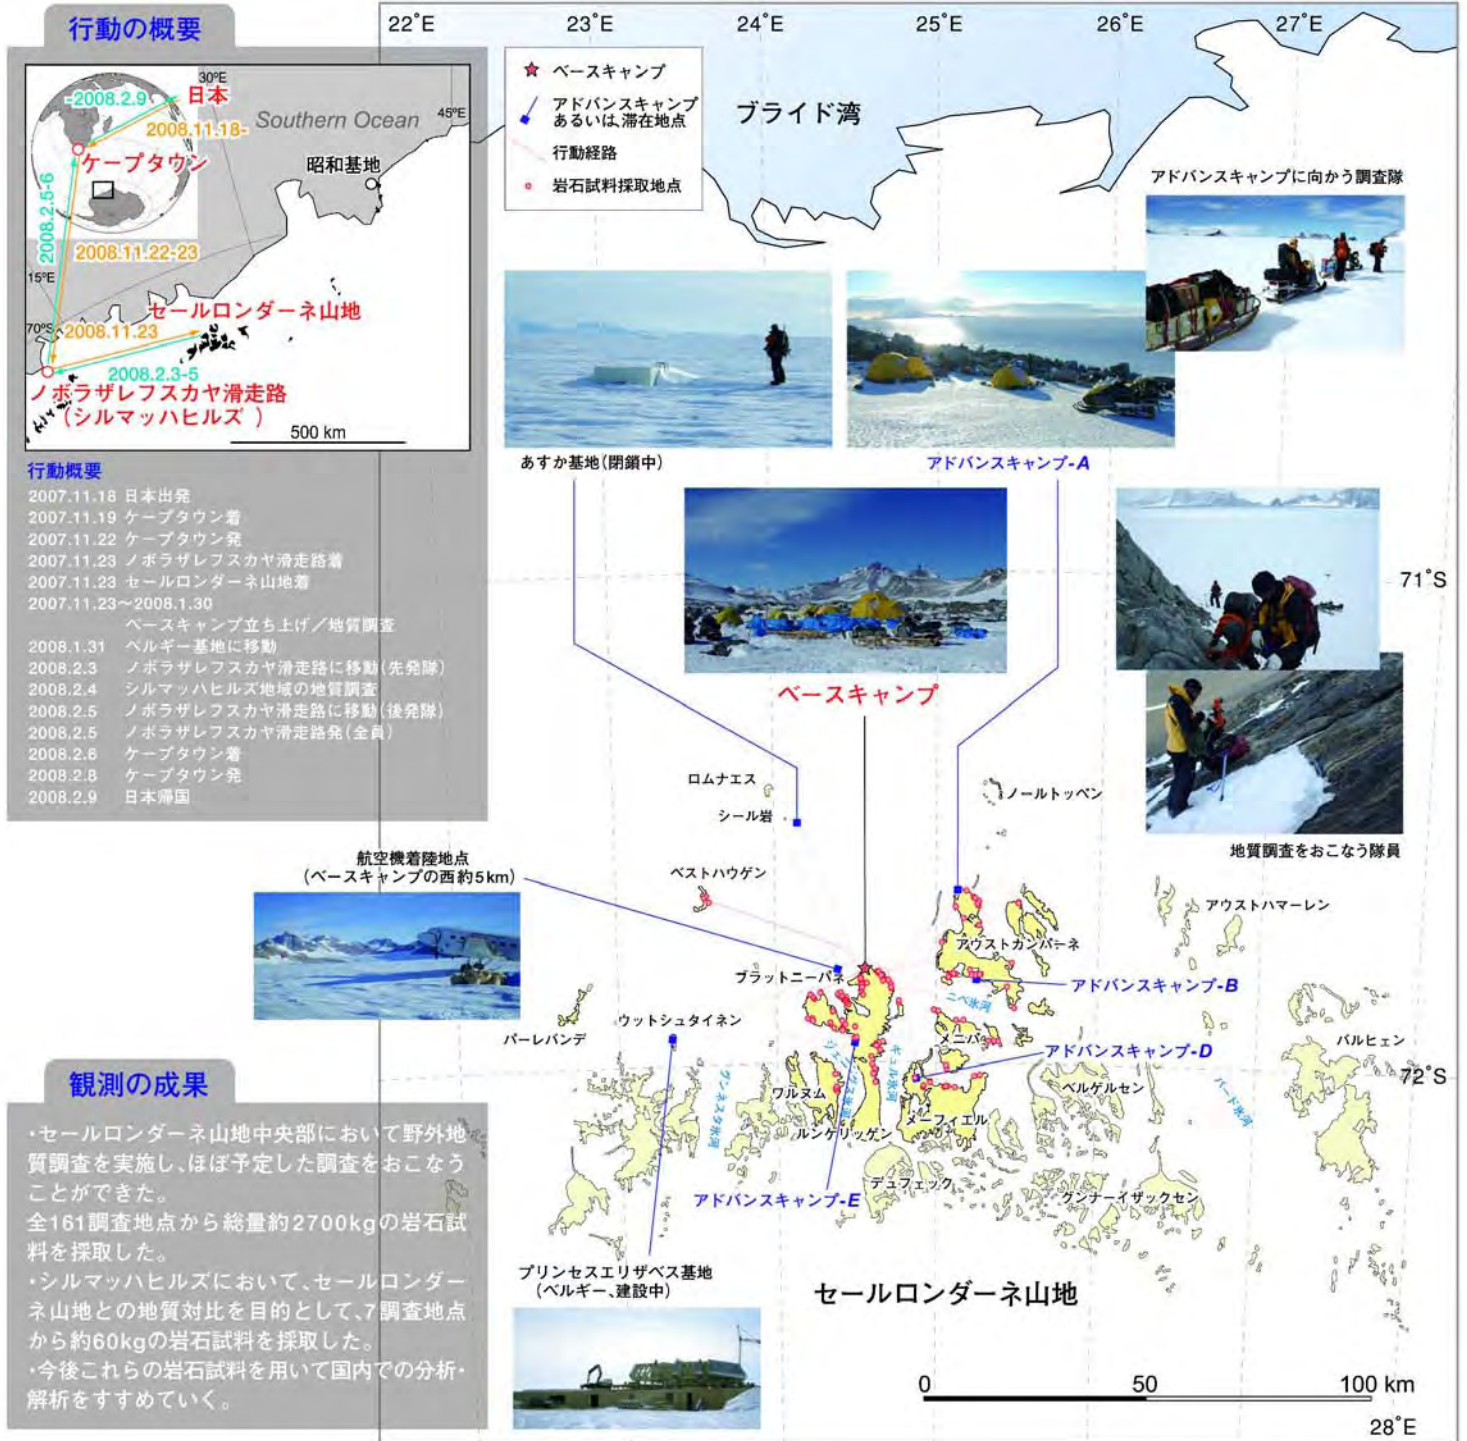 行動の概要
30°E
-2008.2.9
日本
2008.11.18-
Southern Ocean
45°E
ケープタウン
昭和基地
2008.2.5-6
2008.11.22-23
15°E
セールロンダーネ山地
70°S
2008.11.23
2008.2.3-5
ノボラザレフスカヤ滑走路
(シルマッハヒルズ )
500 km
行動概要
2007.11.18 日本出発
2007.11.19 ケープタウン着
2007.11.22 ケープタウン発
2007.11.23 ノボラザレフスカヤ滑走路着
2007.11.23 セールロンダーネ山地着
2007.11.23～2008.1.30
ベースキャンプ立ち上げ／地質調査
2008.1.31 ベルギー基地に移動
2008.2.3 ノボラザレフスカヤ滑走路に移動(先発隊)
2008.2.4 シルマッハヒルズ地域の地質調査
2008.2.5 ノボラザレフスカヤ滑走路に移動(後発隊)
2008.2.5 ノボラザレフスカヤ滑走路発(全員)
2008.2.6 ケープタウン着
2008.2.8 ケープタウン発
2008.2.9 日本帰国
22°E
23°E
24°E
25°E
26°E
27°E
ベースキャンプ
アドバンスキャンプ
あるいは滞在地点
行動経路
岩石試料採取地点
ブライド湾
アドバンスキャンプに向かう調査隊
あすか基地(閉鎖中)
アドバンスキャンプ-A
71°S
ベースキャンプ
地質調査をおこなう隊員
ロムナエス
シール岩
ノールトッペン
航空機着陸地点
(ベースキャンプの西約5km)
ベストハウゲン
アウストハマーレン
アウストカンパーネ
ブラットニーパネ
アドバンスキャンプ-B
ニベ氷河
パーレバンデ
ウットシュタイネン
メニパ
アドバンスキャンプ-D
バルヒェン
72°S
グンネスタ氷河
ワルヌム
ジェニングス氷河
ギェル氷河
ベルゲルセン
バード氷河
ルンケリッゲン
メーフィエル
デュフェック
アドバンスキャンプ-E
グンナーイザックセン
プリンセスエリザベス基地
(ベルギー、建設中)
セールロンダーネ山地
0 50 100 km
28°E
観測の成果
・セールロンダーネ山地中央部において野外地
質調査を実施し、ほぼ予定した調査をおこなう
ことができた。
全161調査地点から総量約2700kgの岩石試
料を採取した。
・シルマッハヒルズにおいて、セールロンダー
ネ山地との地質対比を目的として、7調査地点
から約60kgの岩石試料を採取した。
・今後これらの岩石試料を用いて国内での分析・
解析をすすめていく。